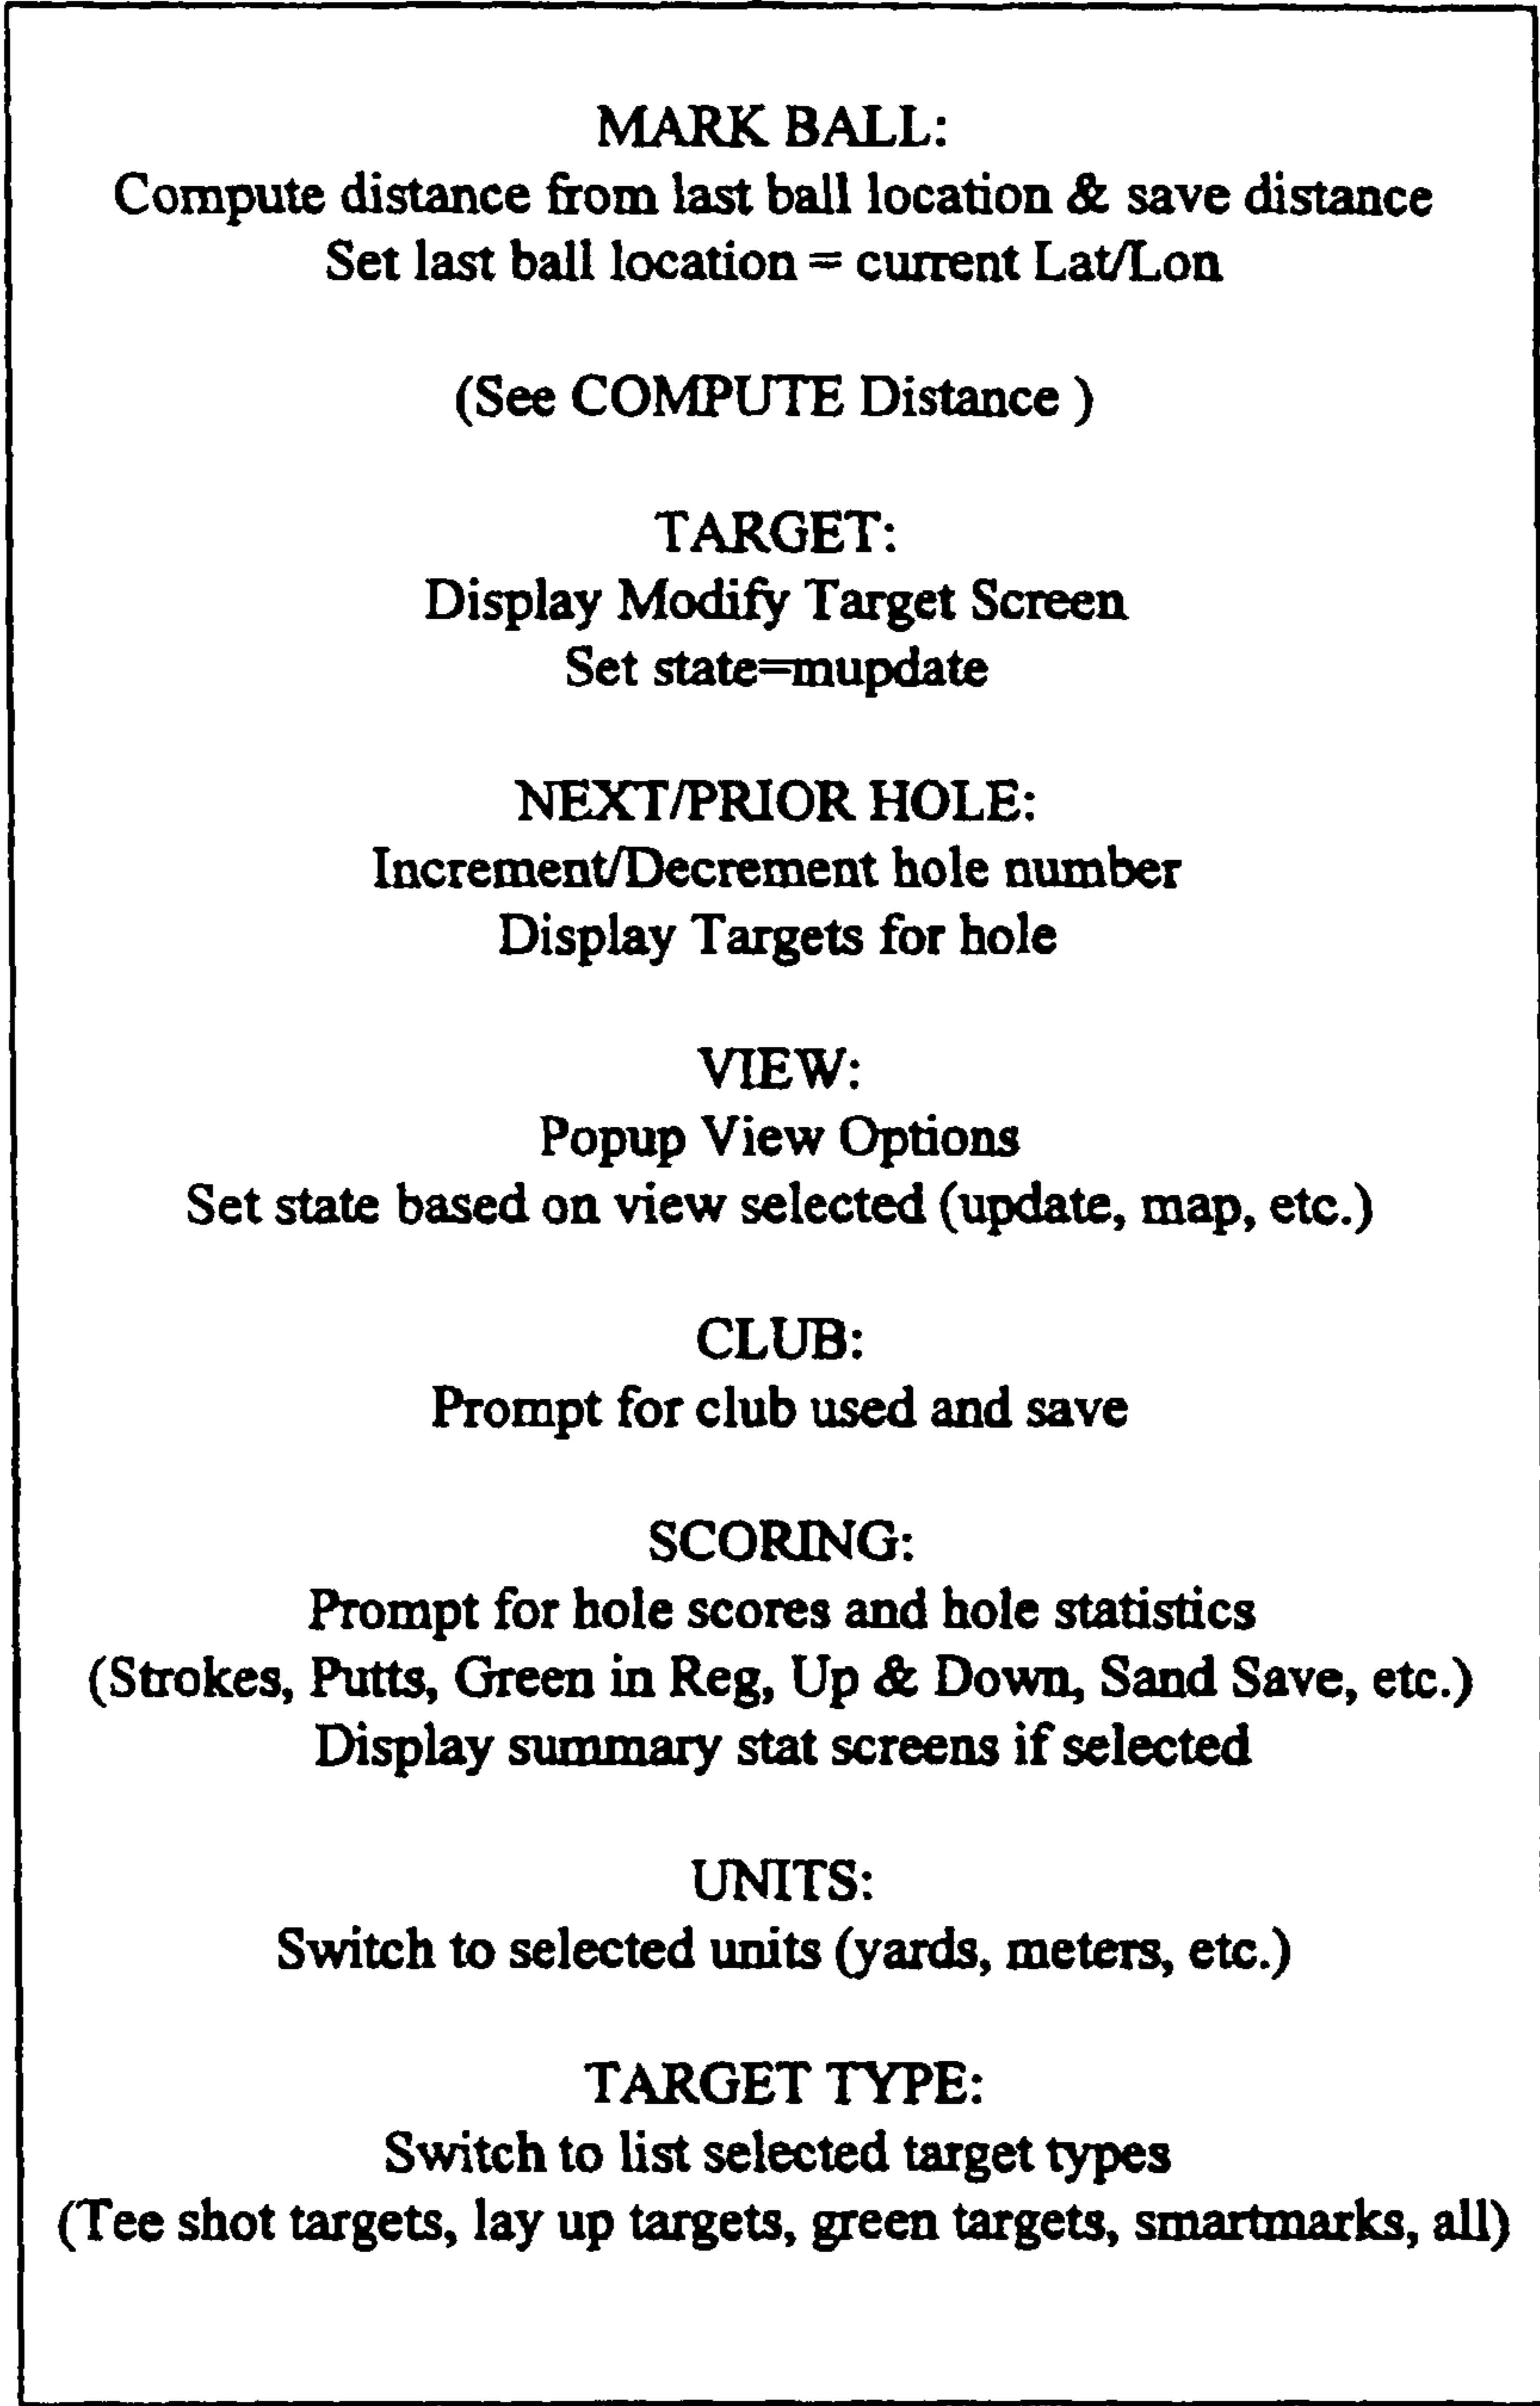 MARK BALL:
Compute distance from last ball location & save distance
Set last ball location = current Lat/Lon
(See COMPUTE Distance )
TARGET:
Display Modify Target Screen
Set state=mupdate
NEXT/PRIOR HOLE:
Increment/Decrement hole number
Display Targets for hole
VIEW:
Popup View Options
Set state based on view selected (update, map, etc.)
CLUB:
Prompt for club used and save
SCORING:
Prompt for hole scores and hole statistics
(Strokes, Putts, Green in Reg, Up & Down, Sand Save, etc.)
Display summary stat screens if selected
UNITS:
Switch to selected units (yards, meters, etc.)
TARGET TYPE:
Switch to list selected target types
(Tee shot targets, lay up targets, green targets, smartmarks, all)